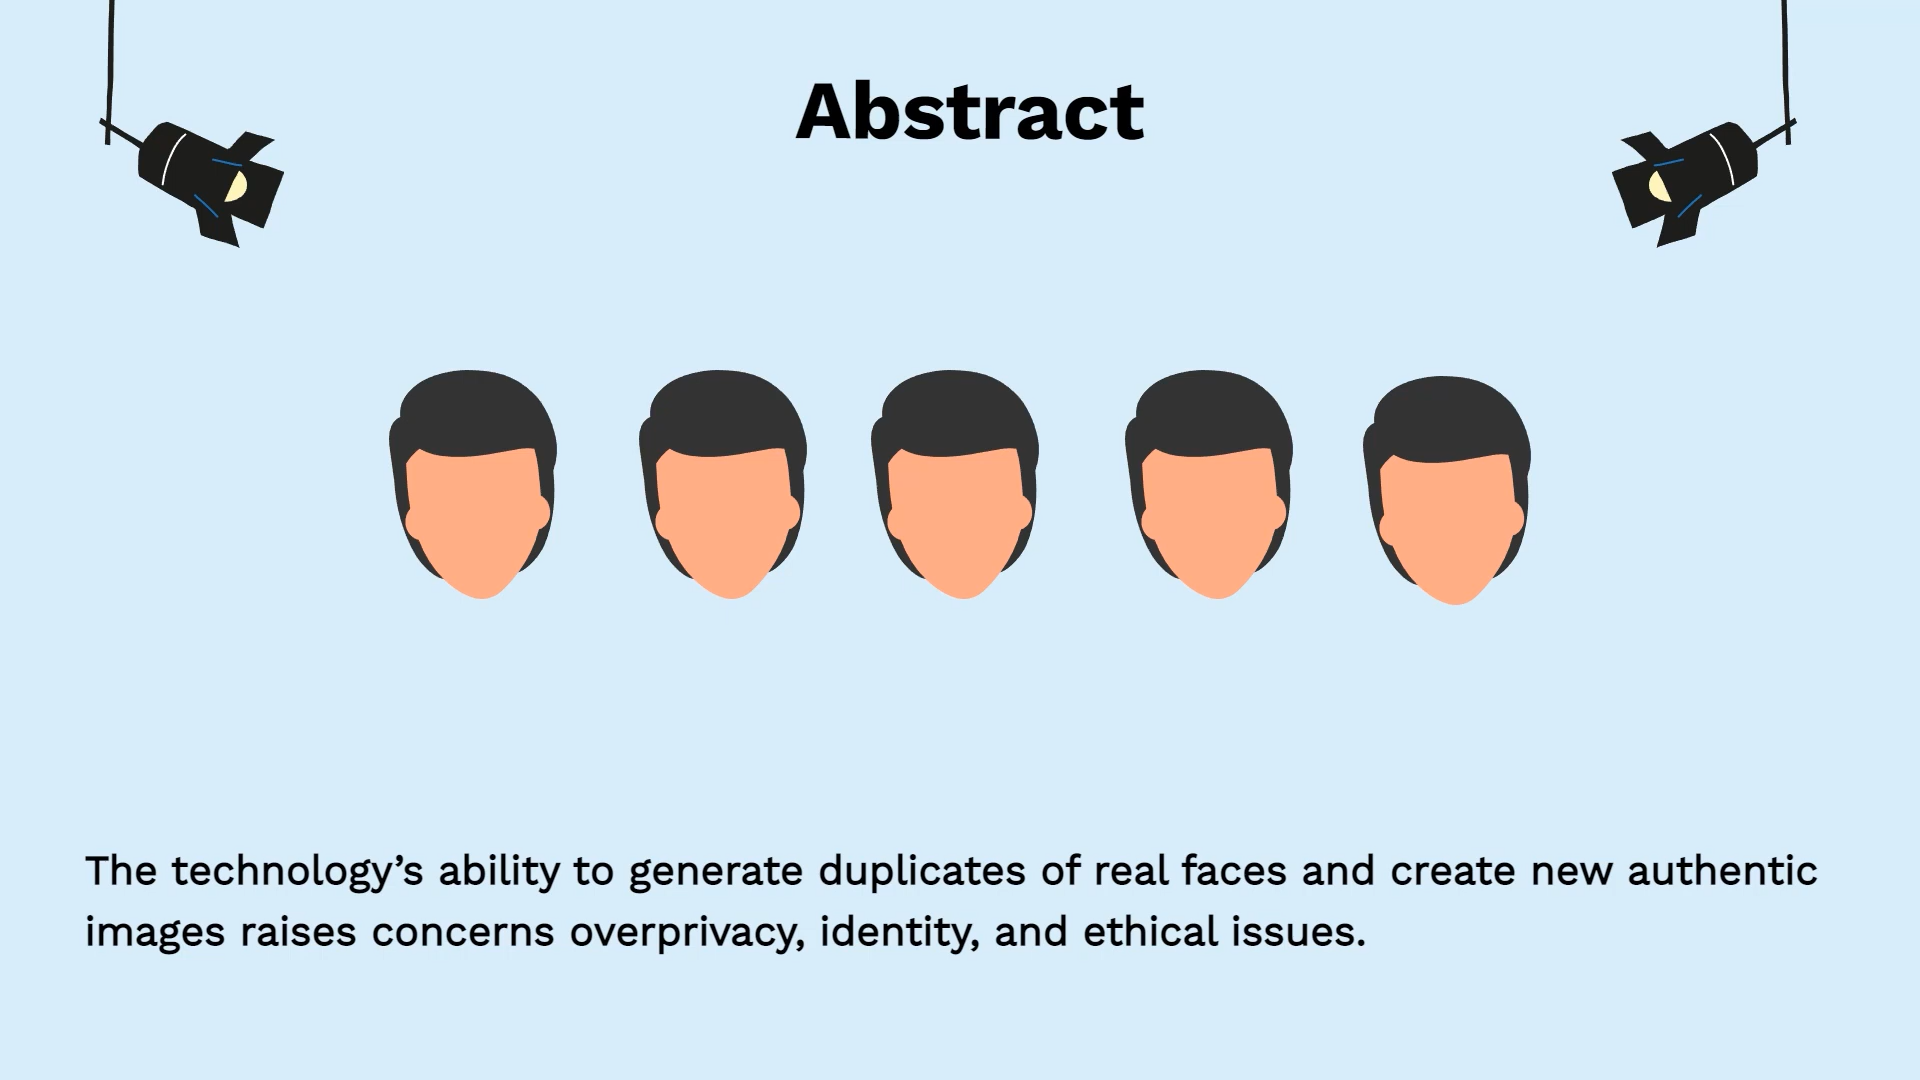 Abstract
The technology’s ability to generate duplicates of real faces and create new authentic
images raises concerns overprivacy, identity, and ethical issues.